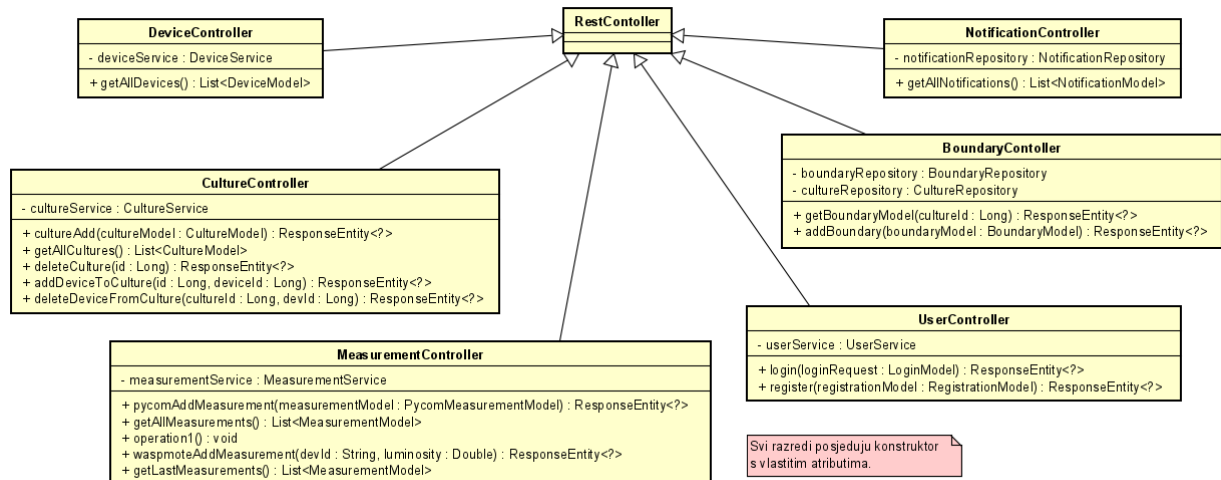 RestContoller
DeviceController
- deviceService : DeviceService
+ getAllDevices() : List<DeviceModel>
NotificationController
- notificationRepository : NotificationRepository
+ getAllNotifications() : List<NotificationModel>
CultureController
- cultureService : CultureService
+ cultureAdd(cultureModel : CultureModel) : ResponseEntity<?>
+ getAllCultures() : List<CultureModel>
+ deleteCulture(id : Long) : ResponseEntity<?>
+ addDeviceToCulture(id : Long, deviceId : Long) : ResponseEntity<?>
+ deleteDeviceFromCulture(cultureId : Long, devId : Long) : ResponseEntity<?>
BoundaryContoller
- boundaryRepository : BoundaryRepository
- cultureRepository : CultureRepository
+ getBoundaryModel(cultureId : Long) : ResponseEntity<?>
+ addBoundary(boundaryModel : BoundaryModel) : ResponseEntity<?>
MeasurementController
- measurementService : MeasurementService
+ pycomAddMeasurement(measurementModel : PycomMeasurementModel) : ResponseEntity<?>
+ getAllMeasurements() : List<MeasurementModel>
+ operation1() : void
+ waspmoteAddMeasurement(devId : String, luminosity : Double) : ResponseEntity<?>
+ getLastMeasurements() : List<MeasurementModel>
UserController
- userService : UserService
+ login(loginRequest : LoginModel) : ResponseEntity<?>
+ register(registrationModel : RegistrationModel) : ResponseEntity<?>
Svi razredi posjeduju konstruktor
s vlastitim atributima.